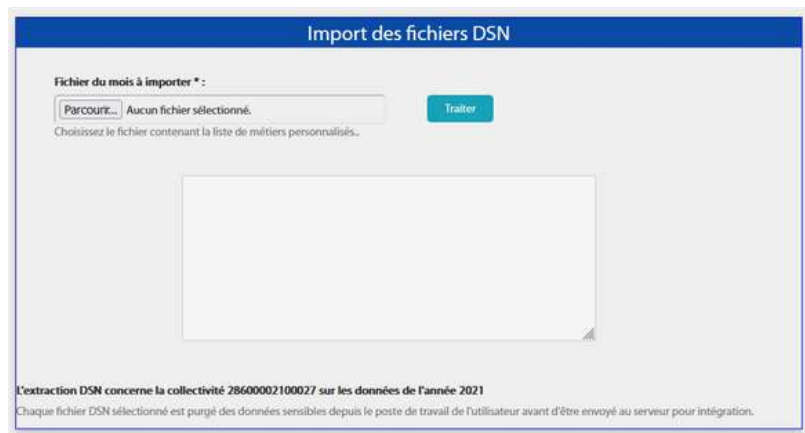 Import des fichiers DSN
Fichier du mois à importer * :
Parcourir... Aucun fichier sélectionné.
Traiter
Choisissez le fichier contenant la liste de métiers personnalisés..
L'extraction DSN concerne la collectivité 28600002100027 sur les données de l'année 2021
Chaque fichier DSN sélectionné est purgé des données sensibles depuis le poste de travail de l'utilisateur avant d'être envoyé au serveur pour intégration.